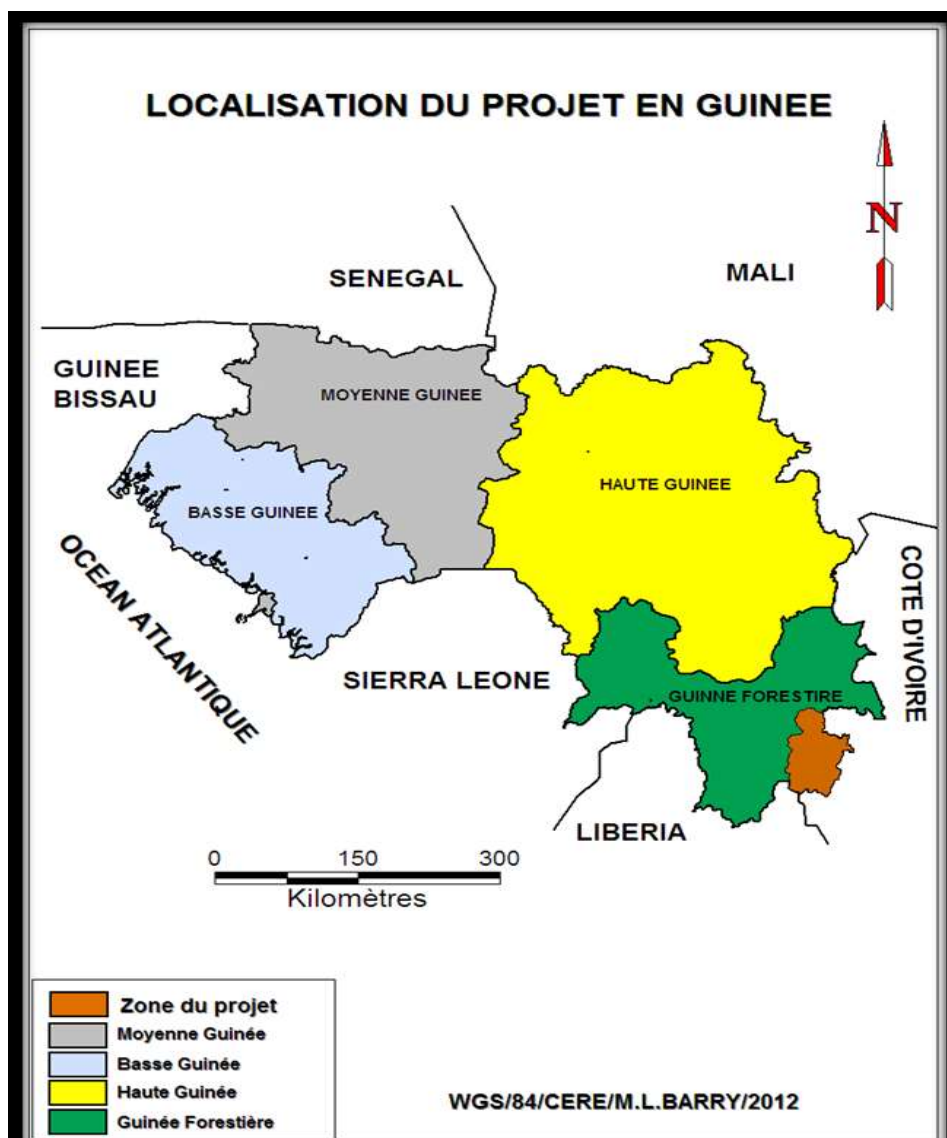 LOCALISATION DU PROJET EN GUINEE
N
SENEGAL
MALI
GUINEE
BISSAU
MOYENNE GUINEE
HAUTE GUINEE
BASSE GUINEE
OCEAN ATLANTIQUE
COTE D'IVOIRE
SIERRA LEONE
GUINNE FORESTIRE
LIBERIA
0 150 300
Kilomètres
Zone du projet
Moyenne Guinée
Basse Guinée
Haute Guinée
Guinée Forestière
WGS/84/CERE/M.L.BARRY/2012